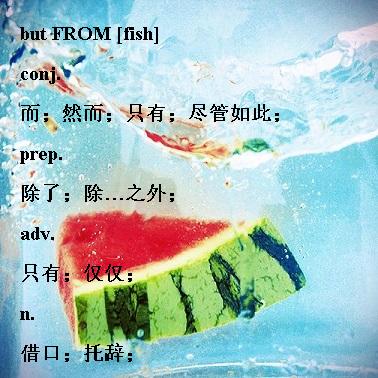 but FROM [fish]
conj.
而；然而；只有；尽管如此；
prep.
除了；除...之外；
adv.
只有；仅仅；
n.
借口；托辞；